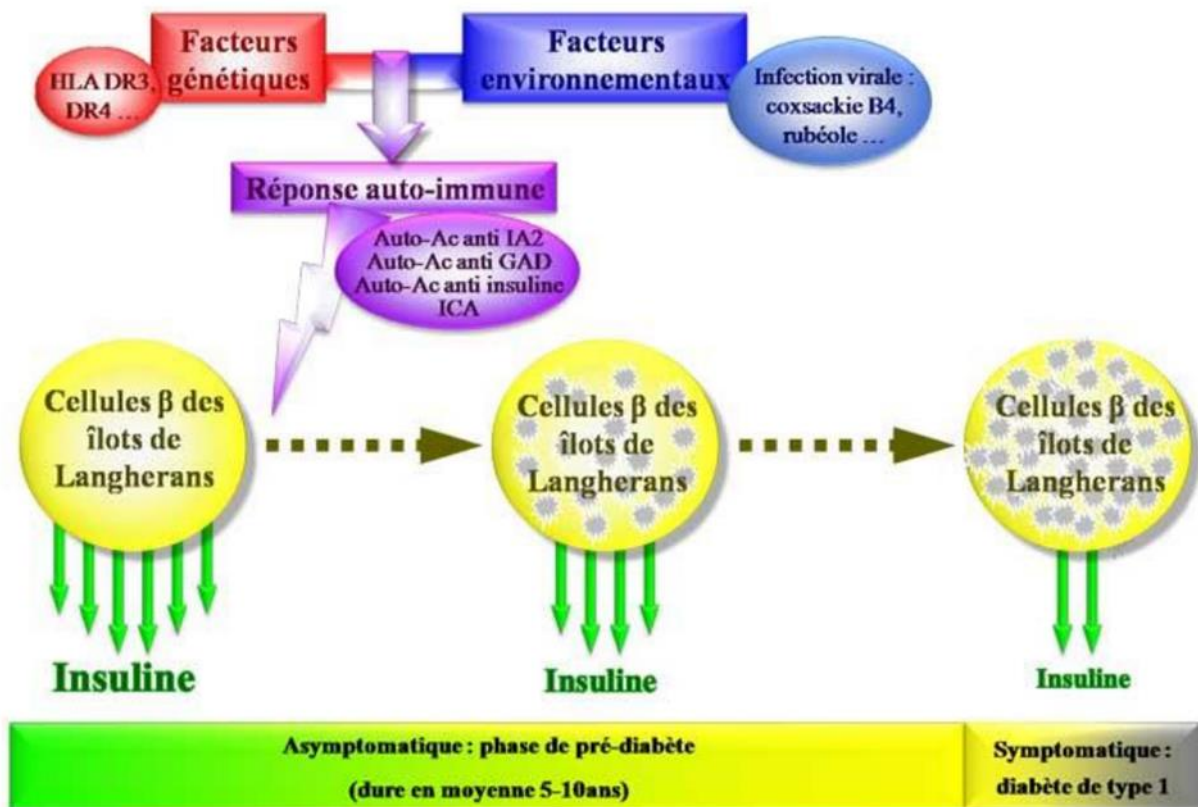 Facteurs
génétiques
HLA DR3,
DR4 ...
Facteurs
environnementaux
Infection virale :
coxsackie B4,
rubéole ...
Réponse auto-immune
Auto-Ac anti IA2
Auto-Ac anti GAD
Auto-Ac anti insuline
ICA
Cellules β des
îlots de
Langherans
Cellules β des
îlots de
Langherans
Cellules β des
îlots de
Langherans
Insuline
Insuline
Insuline
Asymptomatique : phase de pré-diabète
(dure en moyenne 5-10ans)
Symptomatique :
diabète de type 1